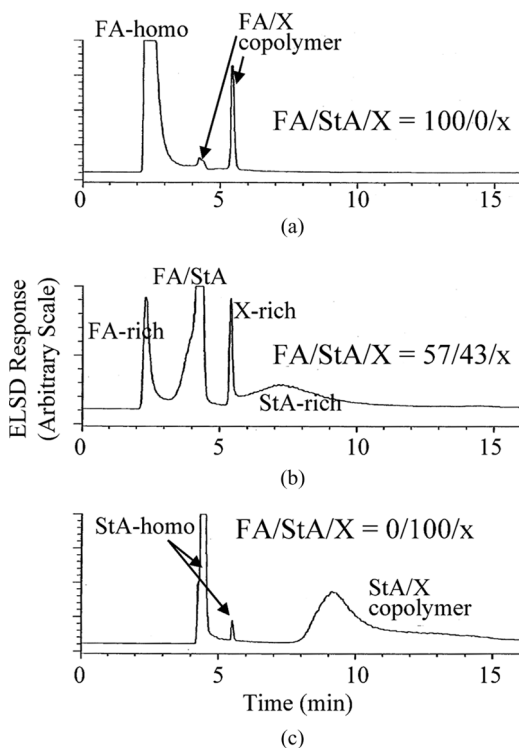 FA-homo
FA/X
copolymer
FA/StA/X = 100/0/x
0
5
10
15
(a)
ELSD Response
(Arbitrary Scale)
FA/StA
FA-rich
X-rich
FA/StA/X = 57/43/x
StA-rich
0
5
10
15
(b)
StA-homo
FA/StA/X = 0/100/x
StA/X
copolymer
0
5
10
15
Time (min)
(c)